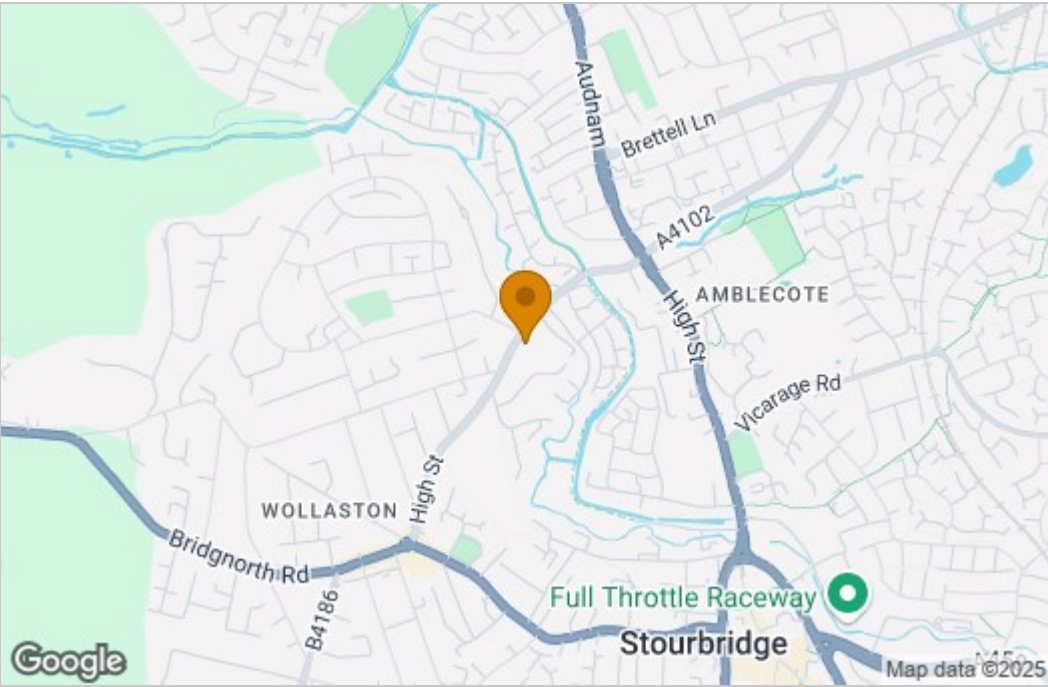 Audnam
Brettell Ln
A4102
AMBLECOTE
High St
Vicarage Rd
High St
WOLLASTON
Bridgnorth Rd
B4186
Full Throttle Raceway
Stourbridge
Google
Map data ©2025